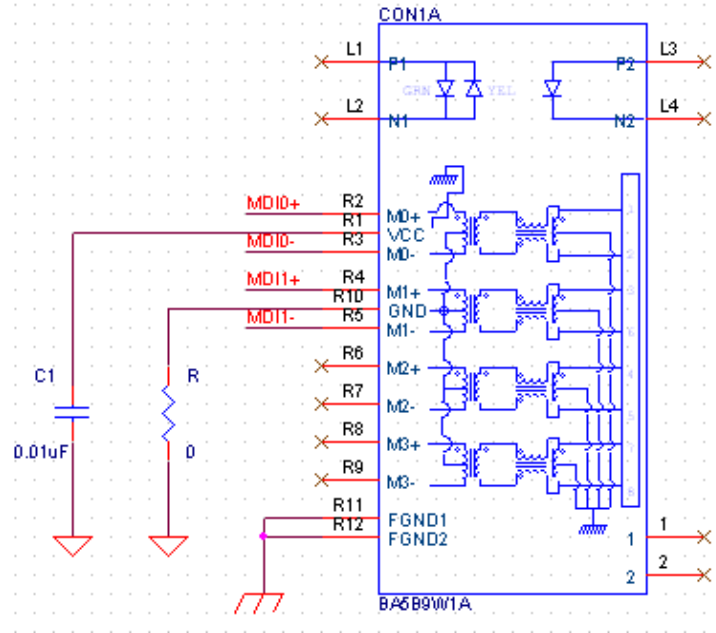 CON1A
L1 P1 P2 L3
GRN YEL
L2 N1 N2 L4
MDI0+ R2 M0+
R1 VCC
MDI0- R3 M0-
MDI1+ R4 M1+
R10 GND
MDI1- R5 M1-
R6 M2+
R7 M2-
R8 M3+
R9 M3-
C1 R
0.01uF 0
R11 FGND1
R12 FGND2
1 1
2 2
BA5B9W1A